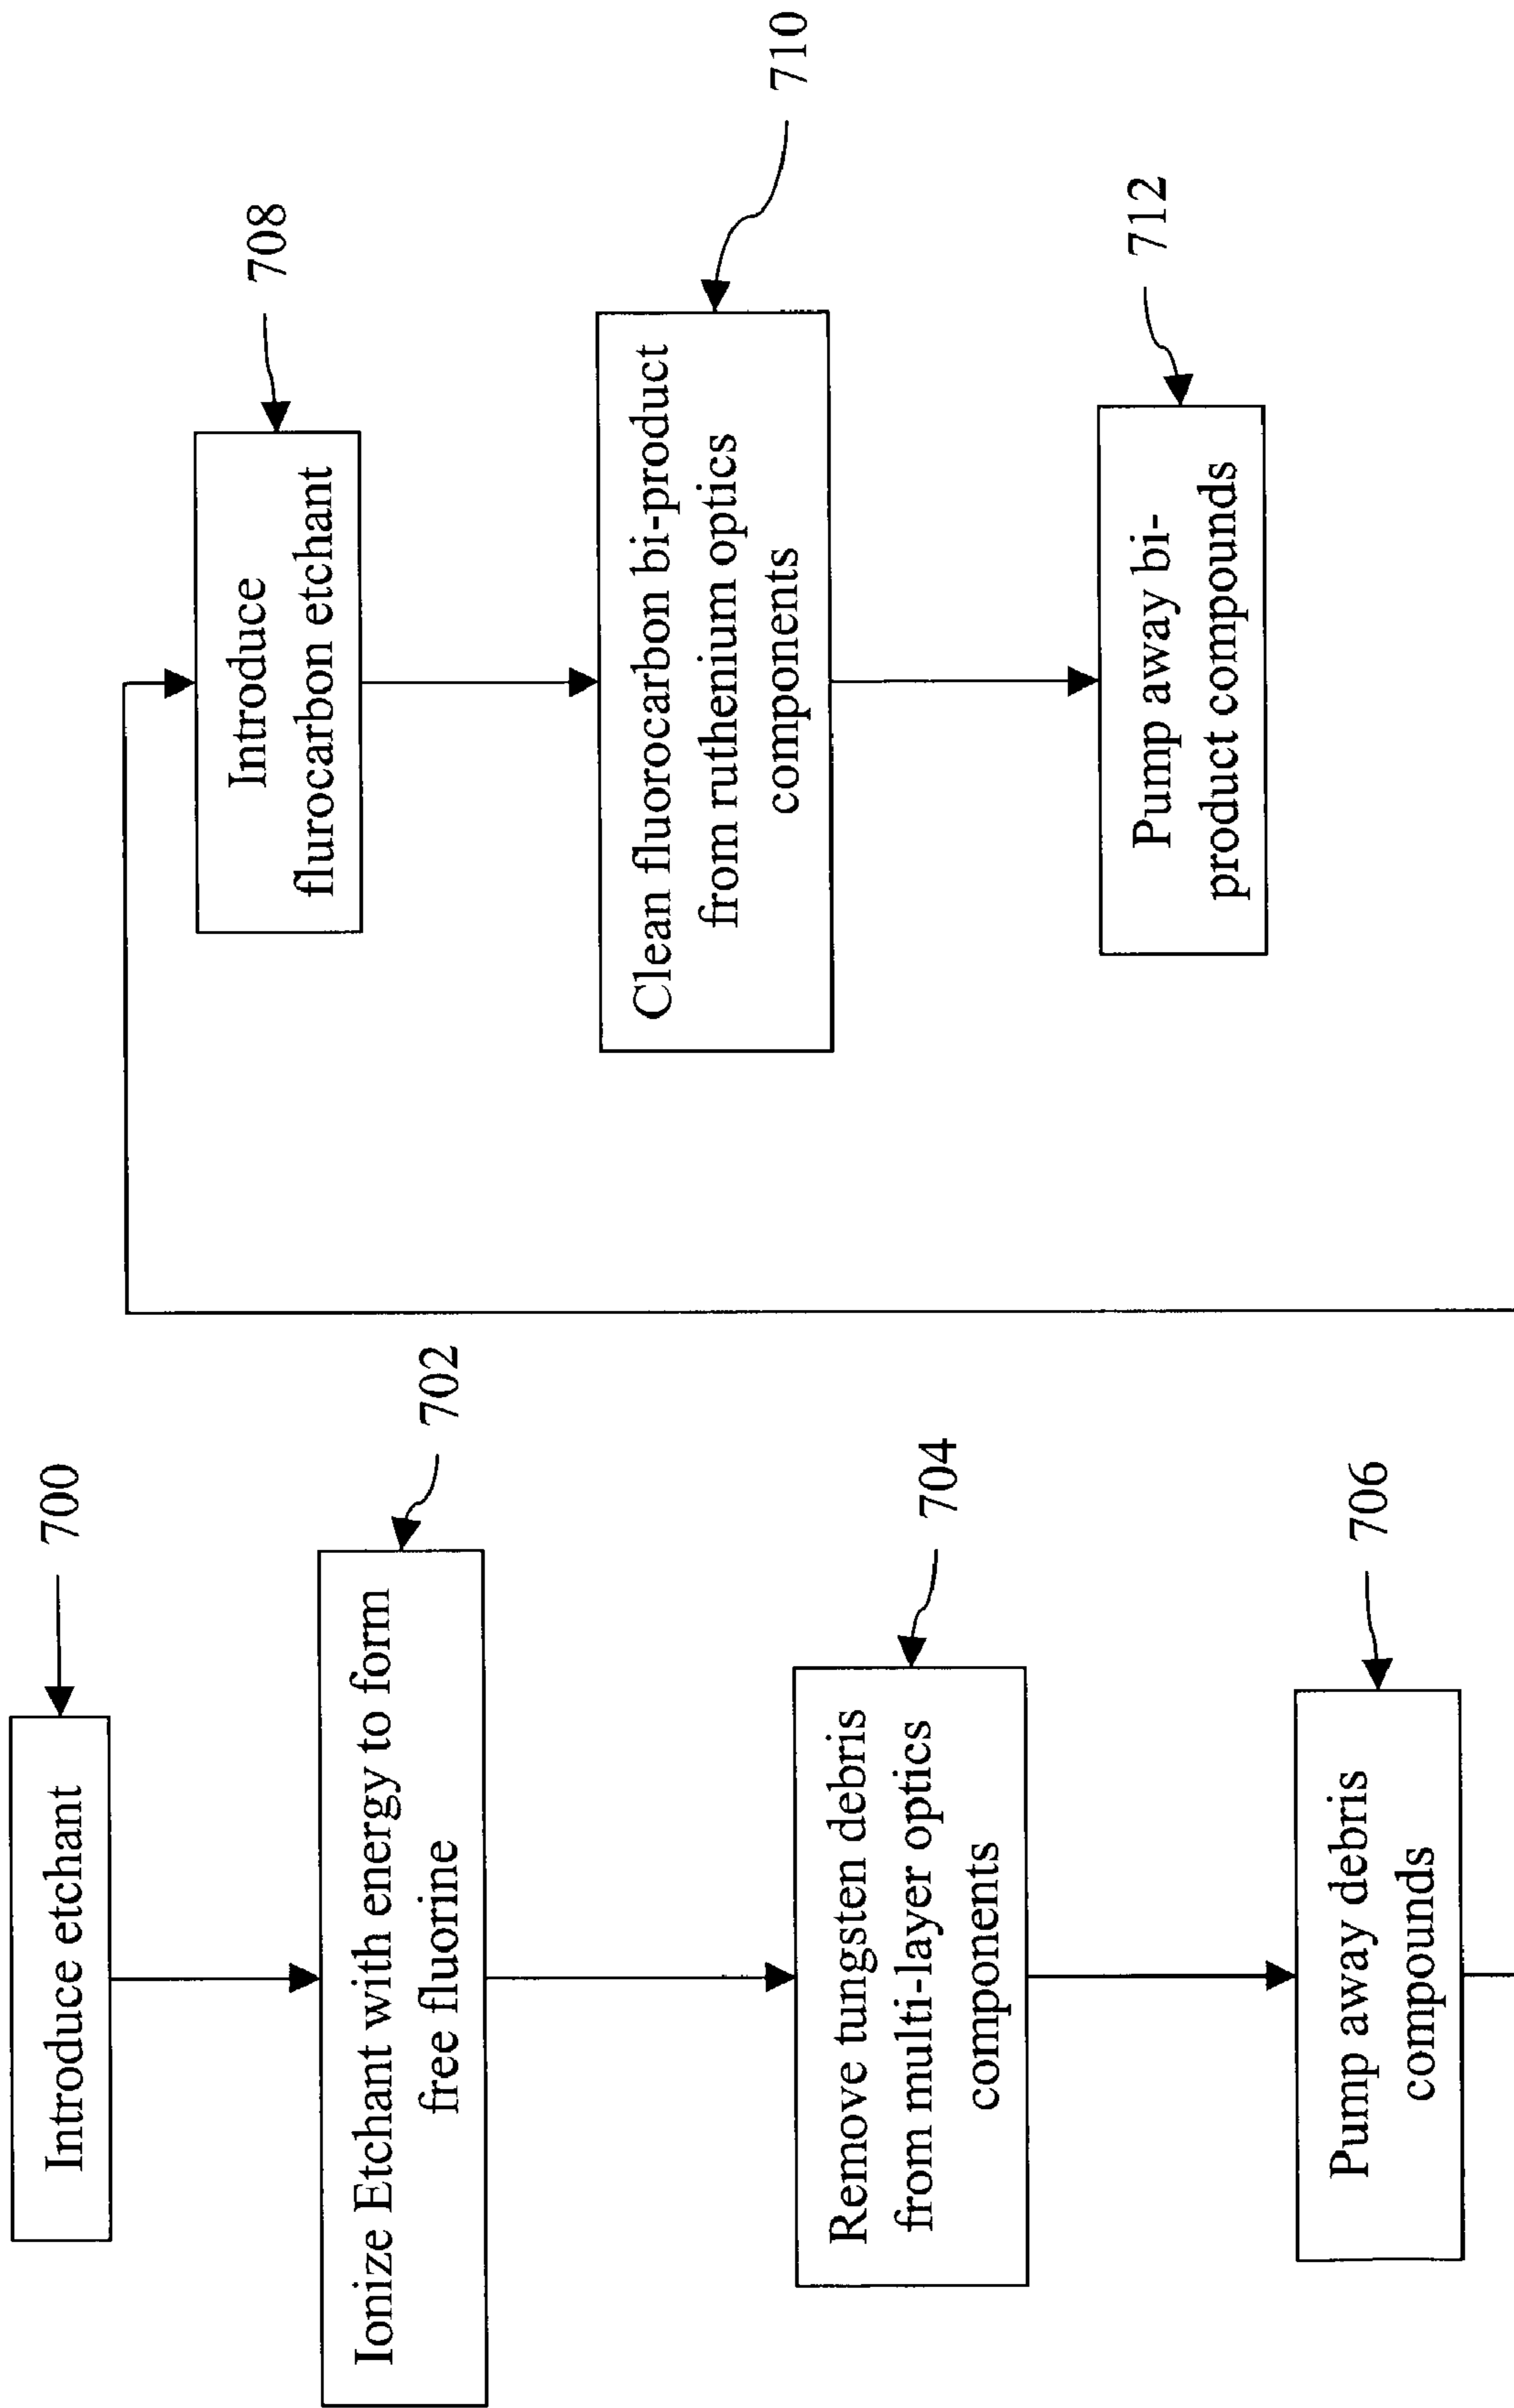 Introduce etchant
700
Ionize Etchant with energy to form
free fluorine
702
Remove tungsten debris
from multi-layer optics
components
704
Pump away debris
compounds
706
Introduce
flurocarbon etchant
708
Clean fluorocarbon bi-product
from ruthenium optics
components
710
Pump away bi-
product compounds
712